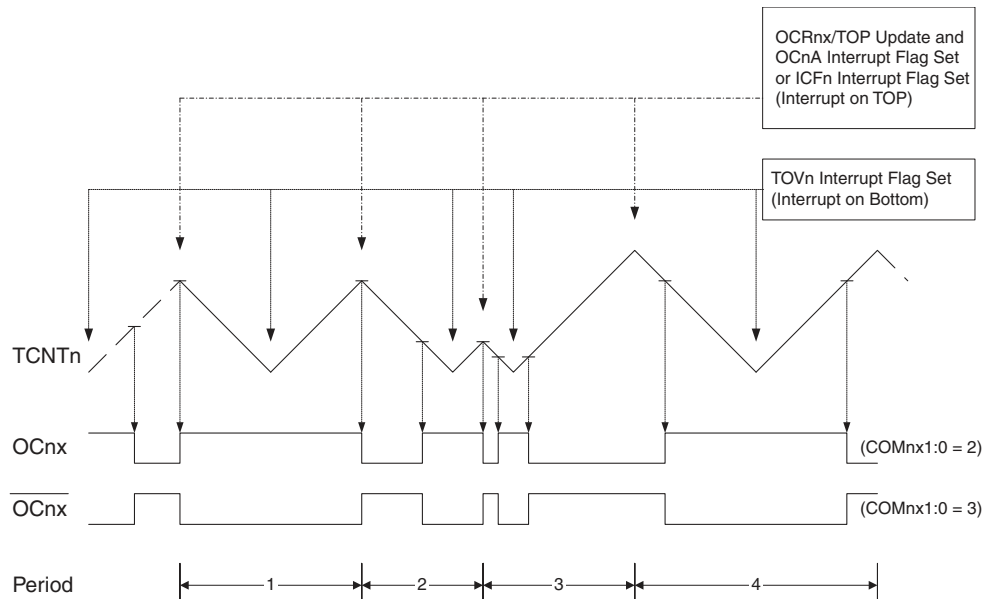 OCRnx/TOP Update and
OCnA Interrupt Flag Set
or ICFn Interrupt Flag Set
(Interrupt on TOP)
TOVn Interrupt Flag Set
(Interrupt on Bottom)
TCNTn
OCnx
(COMnx1:0 = 2)
OCnx
(COMnx1:0 = 3)
Period
1
2
3
4